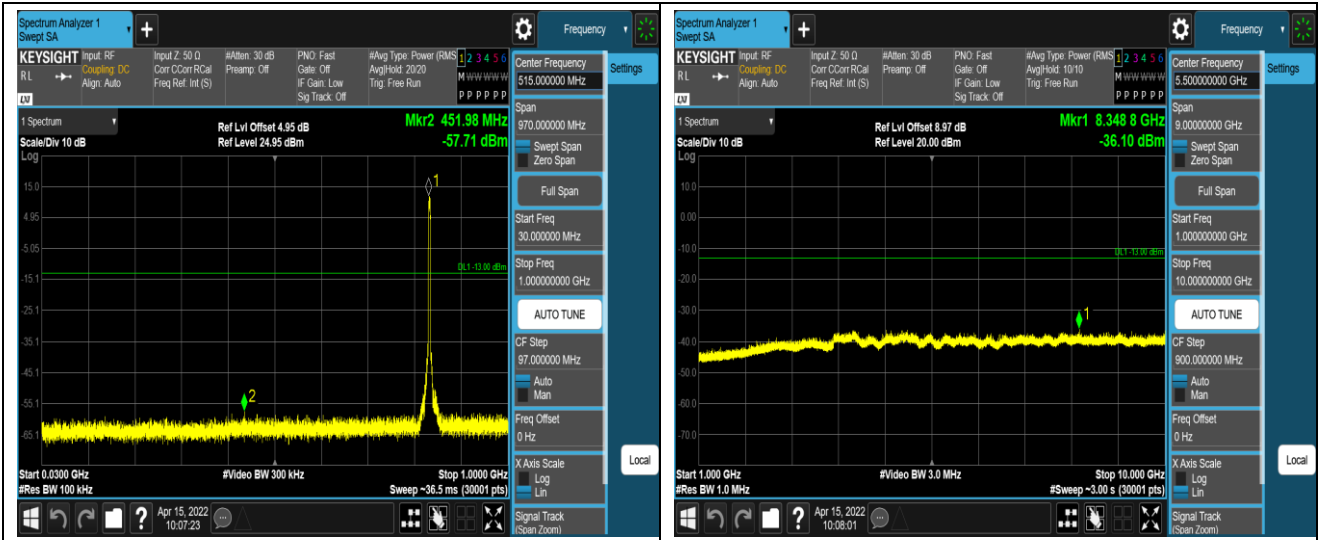 Spectrum Analyzer 1
Swept SA
+
Frequency
KEYSIGHT
RL
LXI
Input: RF
Coupling: DC
Align: Auto
Input Z: 50 Ω
Corr CCorr RCal
Freq Ref: Int (S)
#Atten: 30 dB
Preamp: Off
PNO: Fast
Gate: Off
IF Gain: Low
Sig Track: Off
#Avg Type: Power (RMS
Avg|Hold: 20/20
Trig: Free Run
1 2 3 4 5 6
M W W W W W
P P P P P P
1 Spectrum
Scale/Div 10 dB
Log
Ref Lvl Offset 4.95 dB
Ref Level 24.95 dBm
Mkr2 451.98 MHz
-57.71 dBm
15.0
4.95
-5.05
-15.1
-25.1
-35.1
-45.1
-55.1
-65.1
1
DL1 -13.00 dBm
2
Start 0.0300 GHz
#Res BW 100 kHz
#Video BW 300 kHz
Stop 1.0000 GHz
Sweep ~36.5 ms (30001 pts)
Center Frequency
515.000000 MHz
Settings
Span
970.000000 MHz
Swept Span
Zero Span
Full Span
Start Freq
30.000000 MHz
Stop Freq
1.000000000 GHz
AUTO TUNE
CF Step
97.000000 MHz
Auto
Man
Freq Offset
0 Hz
X Axis Scale
Log
Lin
Signal Track
(Span Zoom)
Local
?
Apr 15, 2022
10:07:23
Spectrum Analyzer 1
Swept SA
+
Frequency
KEYSIGHT
RL
LXI
Input: RF
Coupling: DC
Align: Auto
Input Z: 50 Ω
Corr CCorr RCal
Freq Ref: Int (S)
#Atten: 30 dB
Preamp: Off
PNO: Fast
Gate: Off
IF Gain: Low
Sig Track: Off
#Avg Type: Power (RMS
Avg|Hold: 10/10
Trig: Free Run
1 2 3 4 5 6
M W W W W W
P P P P P P
1 Spectrum
Scale/Div 10 dB
Log
Ref Lvl Offset 8.97 dB
Ref Level 20.00 dBm
Mkr1 8.348 8 GHz
-36.10 dBm
10.0
0.00
-10.0
-20.0
-30.0
-40.0
-50.0
-60.0
-70.0
DL1 -13.00 dBm
1
Start 1.000 GHz
#Res BW 1.0 MHz
#Video BW 3.0 MHz
Stop 10.000 GHz
#Sweep ~3.00 s (30001 pts)
Center Frequency
5.500000000 GHz
Settings
Span
9.00000000 GHz
Swept Span
Zero Span
Full Span
Start Freq
1.000000000 GHz
Stop Freq
10.000000000 GHz
AUTO TUNE
CF Step
900.000000 MHz
Auto
Man
Freq Offset
0 Hz
X Axis Scale
Log
Lin
Signal Track
(Span Zoom)
Local
?
Apr 15, 2022
10:08:01